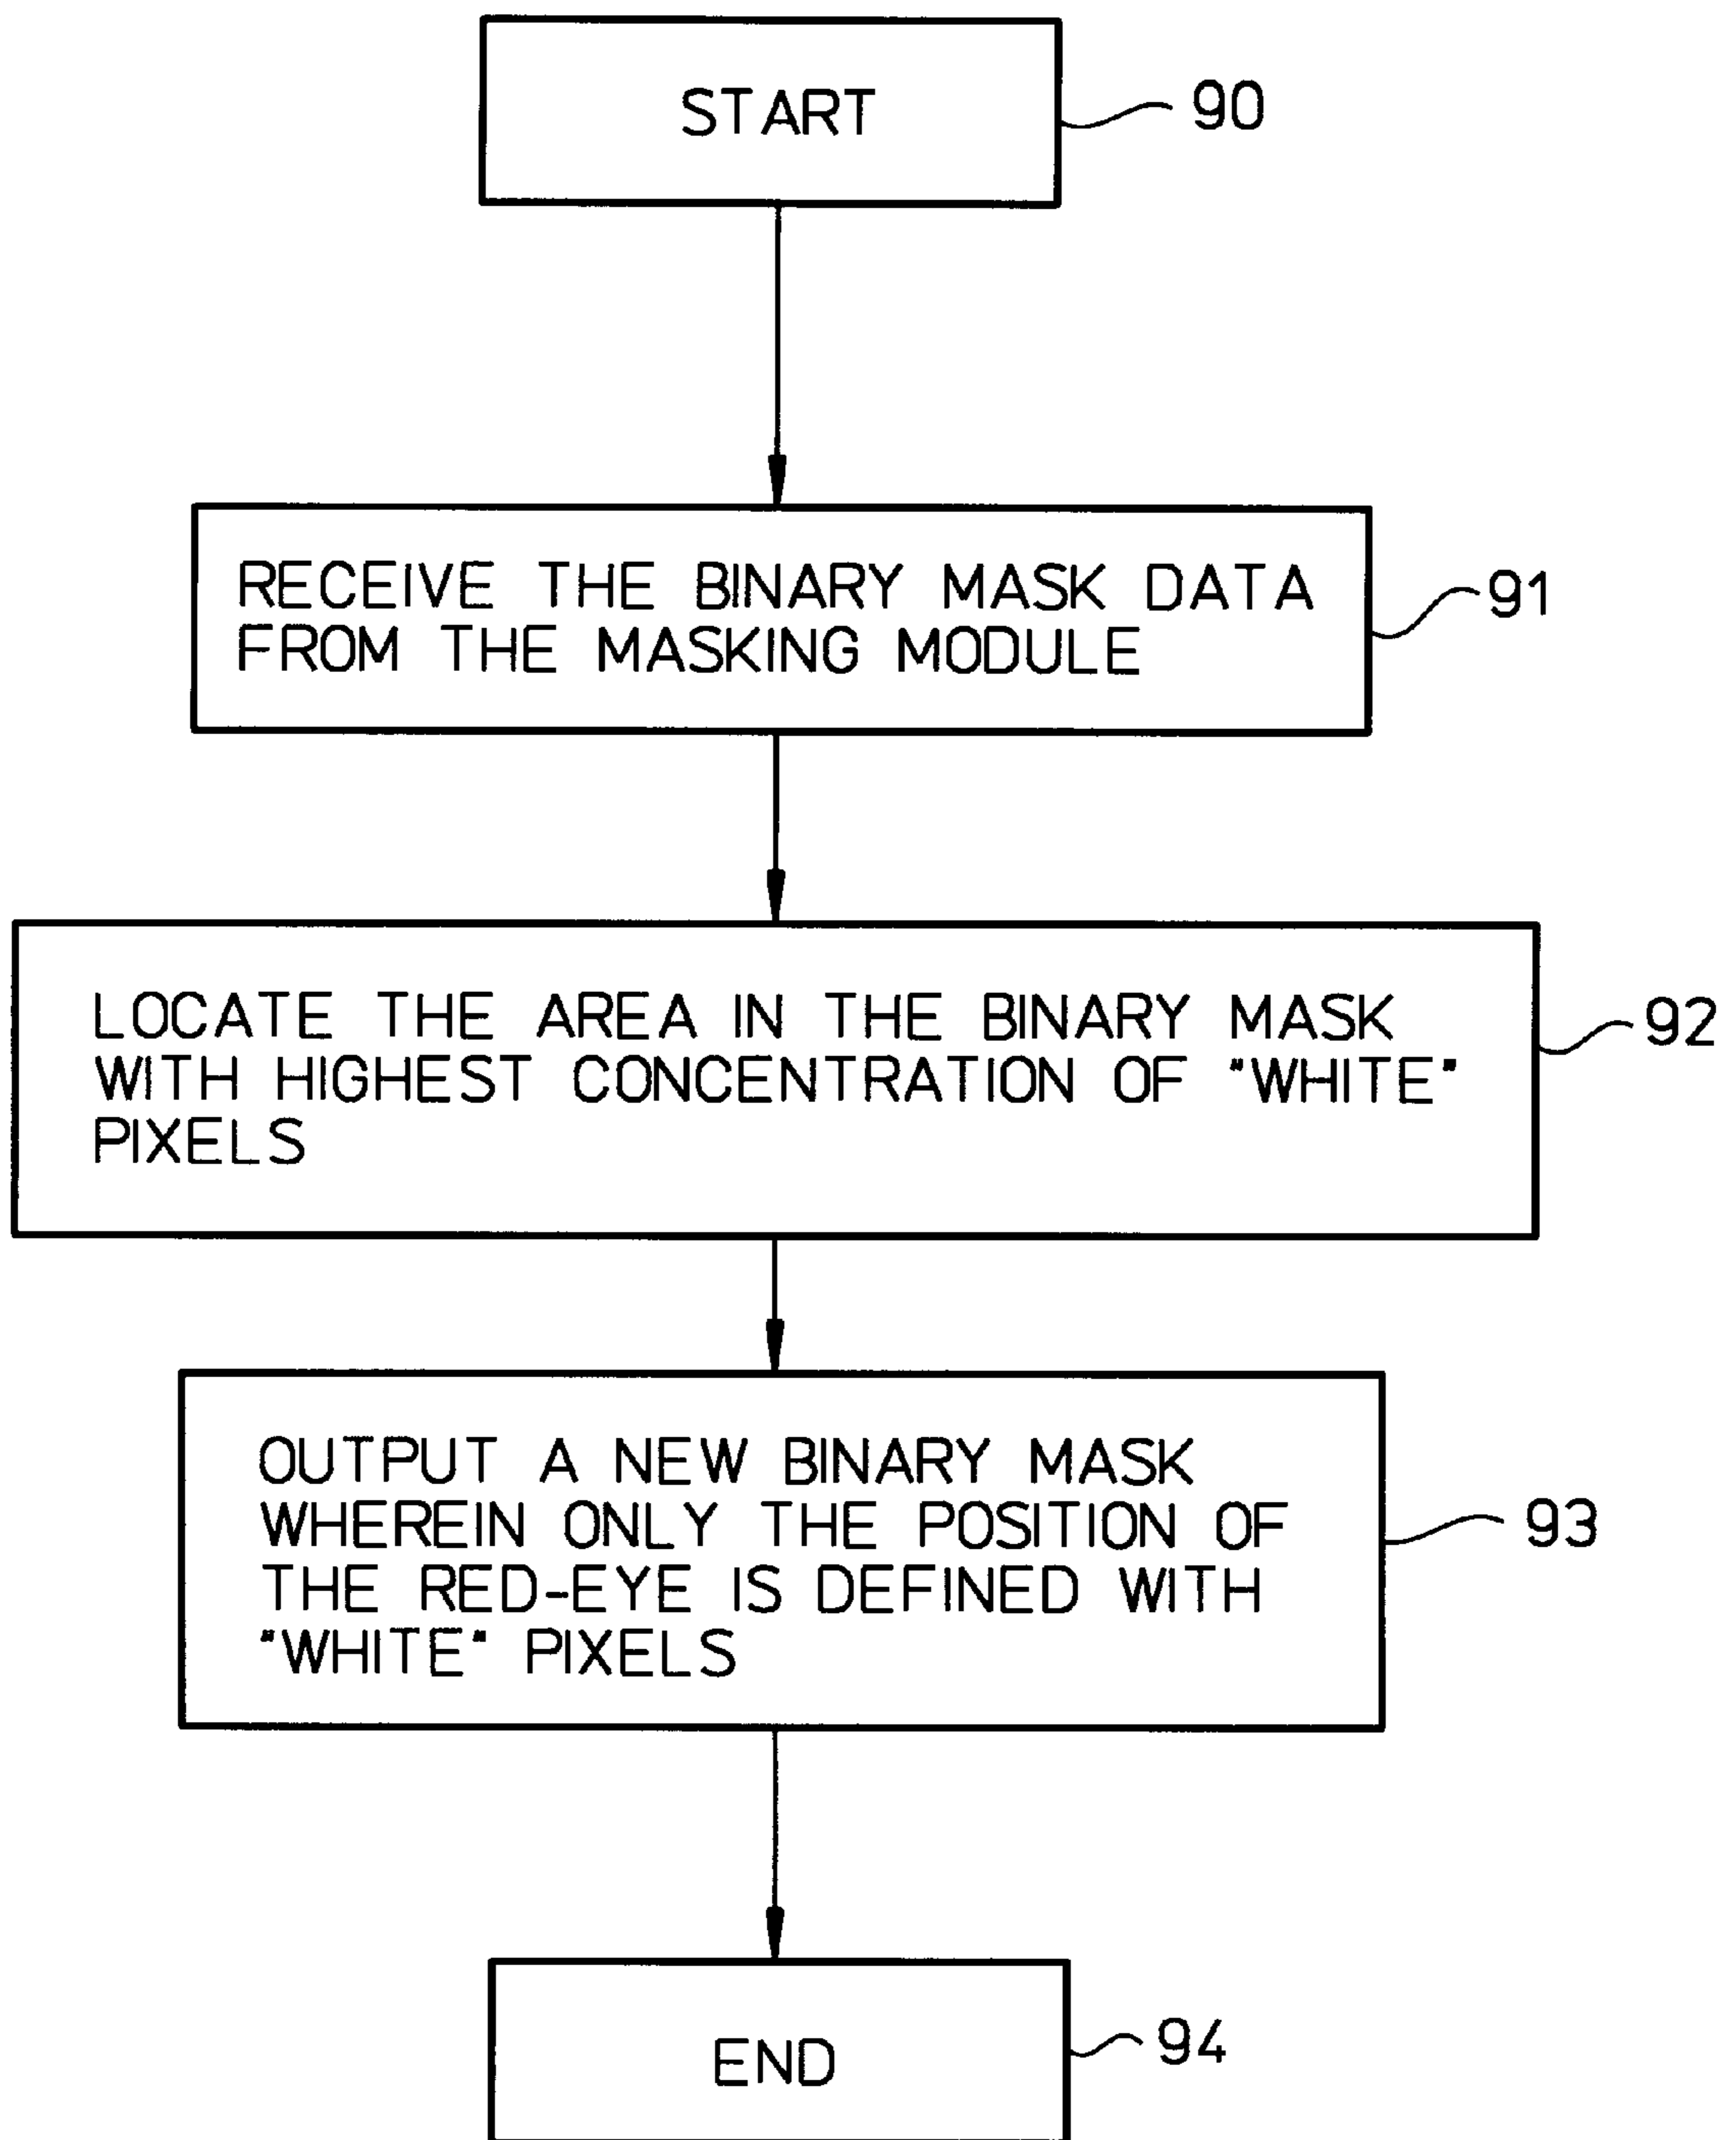 START
90
RECEIVE THE BINARY MASK DATA
FROM THE MASKING MODULE
91
LOCATE THE AREA IN THE BINARY MASK
WITH HIGHEST CONCENTRATION OF "WHITE"
PIXELS
92
OUTPUT A NEW BINARY MASK
WHEREIN ONLY THE POSITION OF
THE RED-EYE IS DEFINED WITH
"WHITE" PIXELS
93
END
94